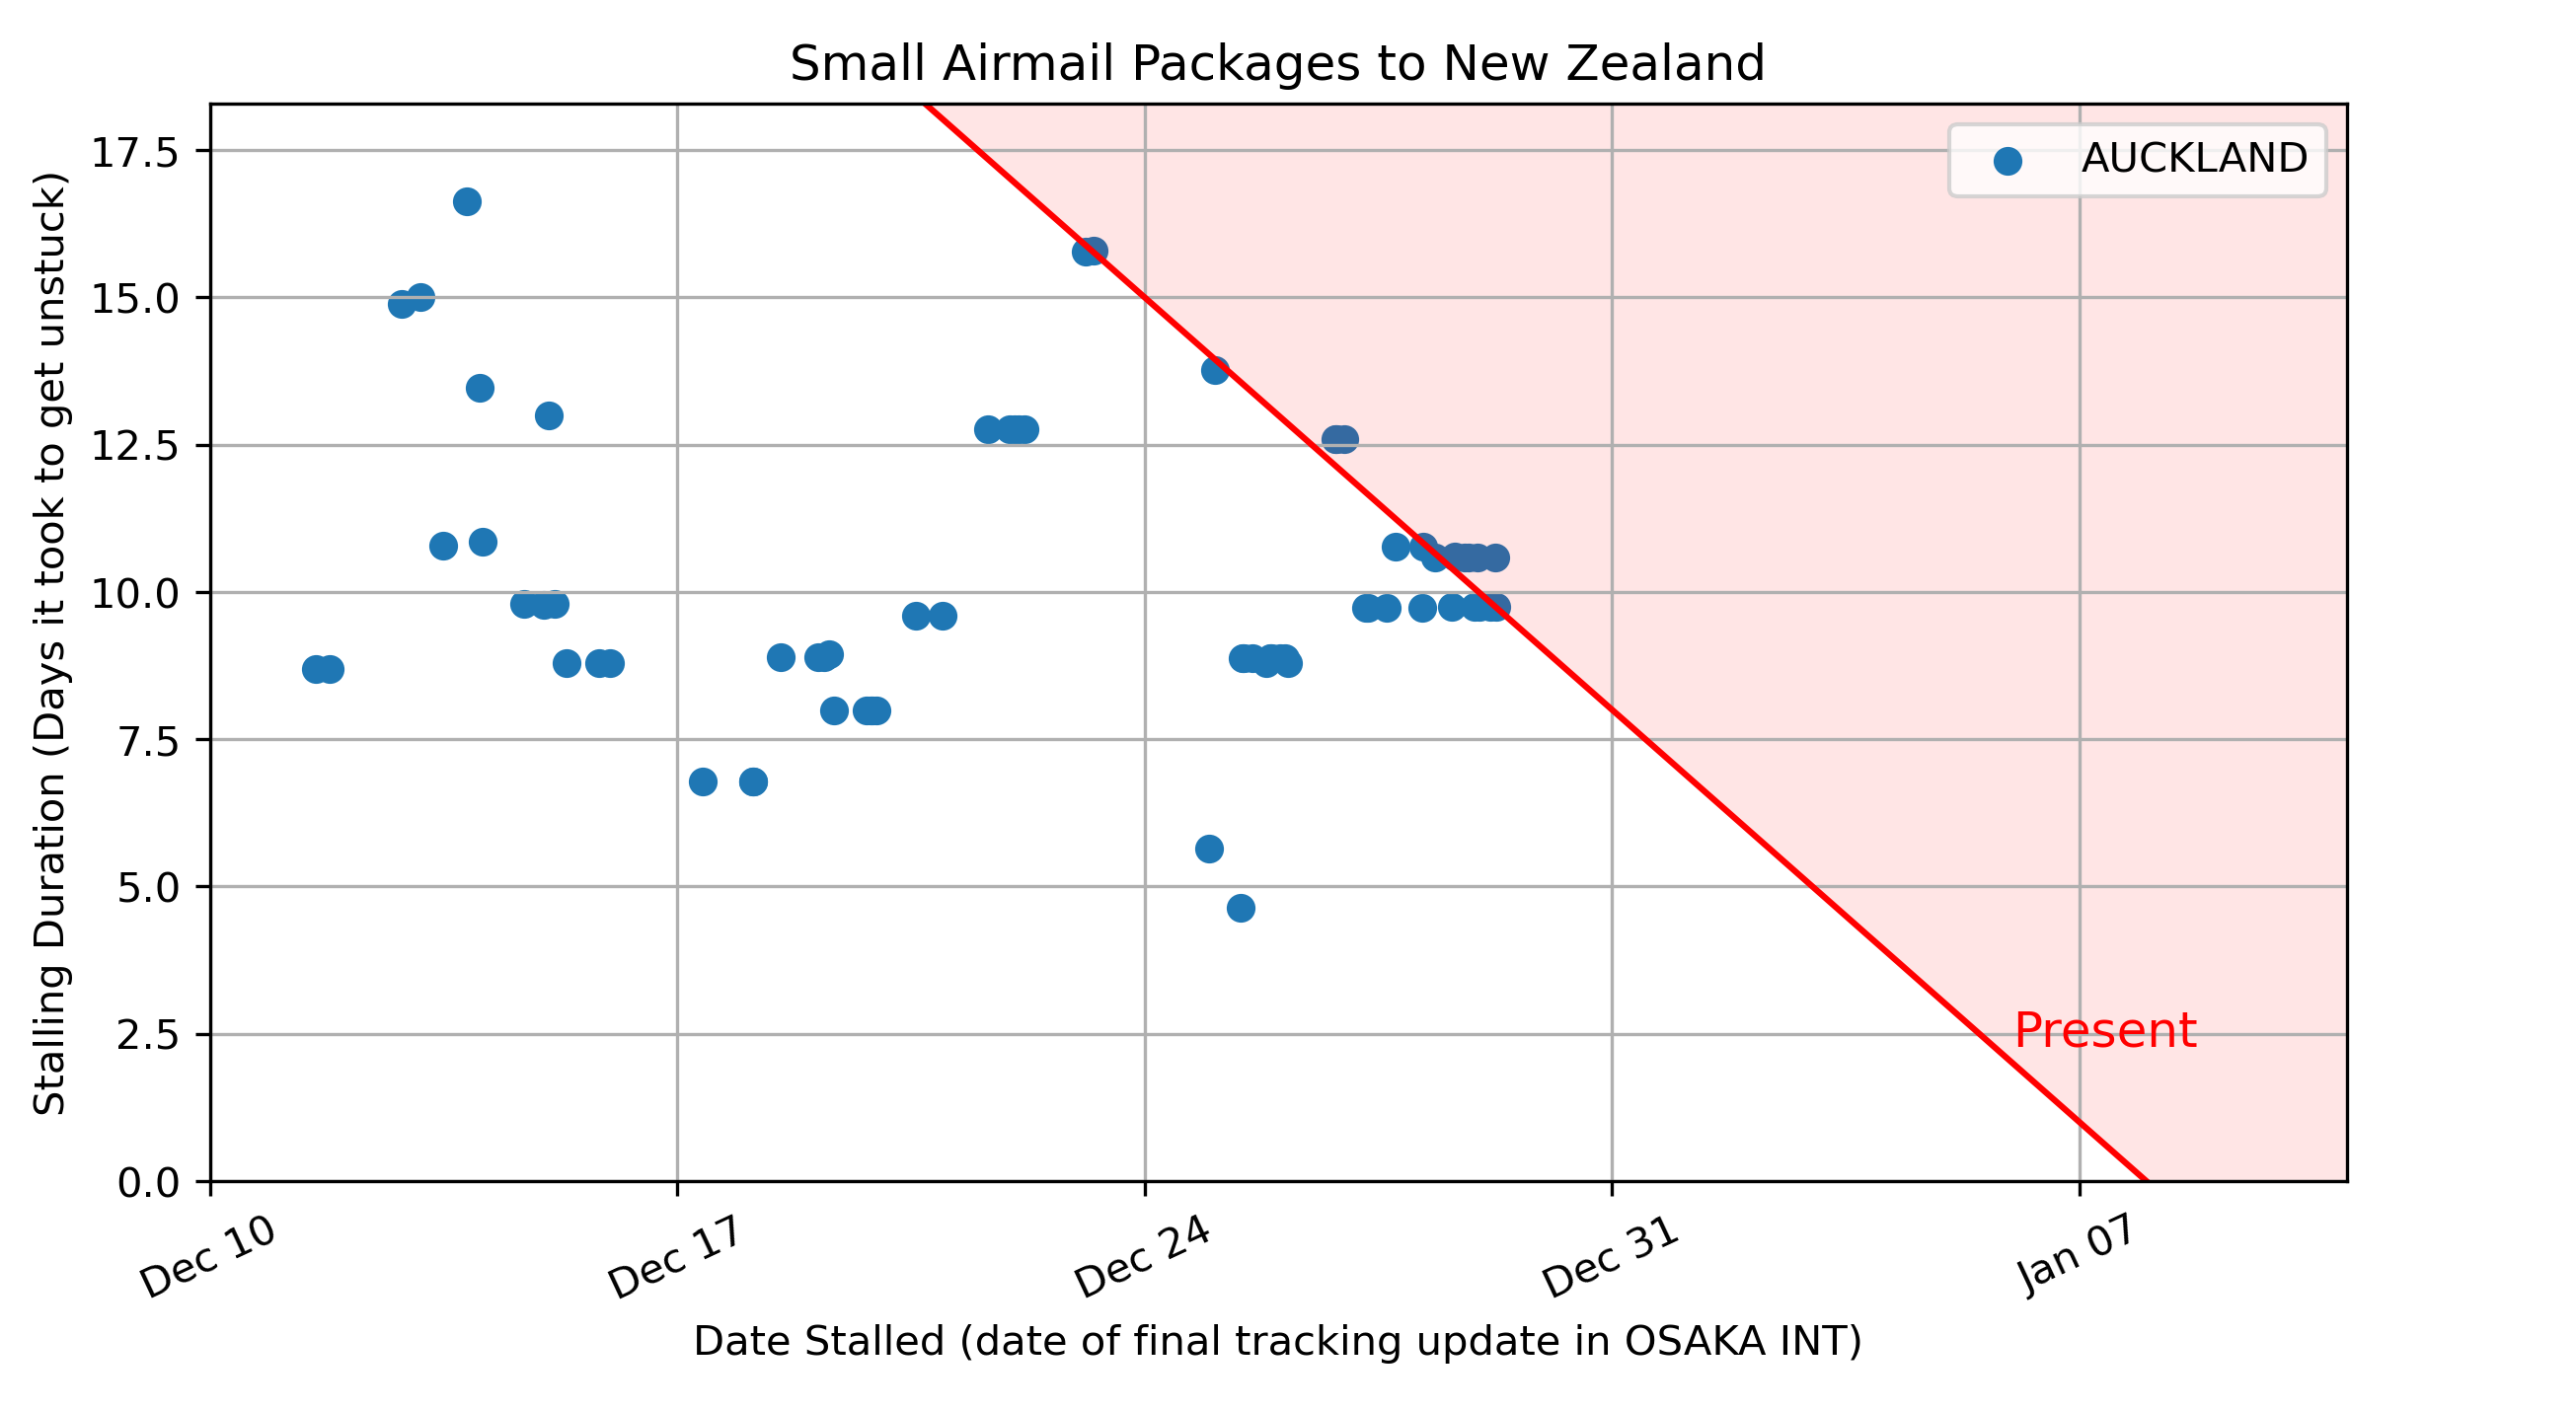 Small Airmail Packages to New Zealand
AUCKLAND
Stalling Duration (Days it took to get unstuck)
17.5
15.0
12.5
10.0
7.5
5.0
2.5
0.0
Present
Dec 10
Dec 17
Dec 24
Dec 31
Jan 07
Date Stalled (date of final tracking update in OSAKA INT)